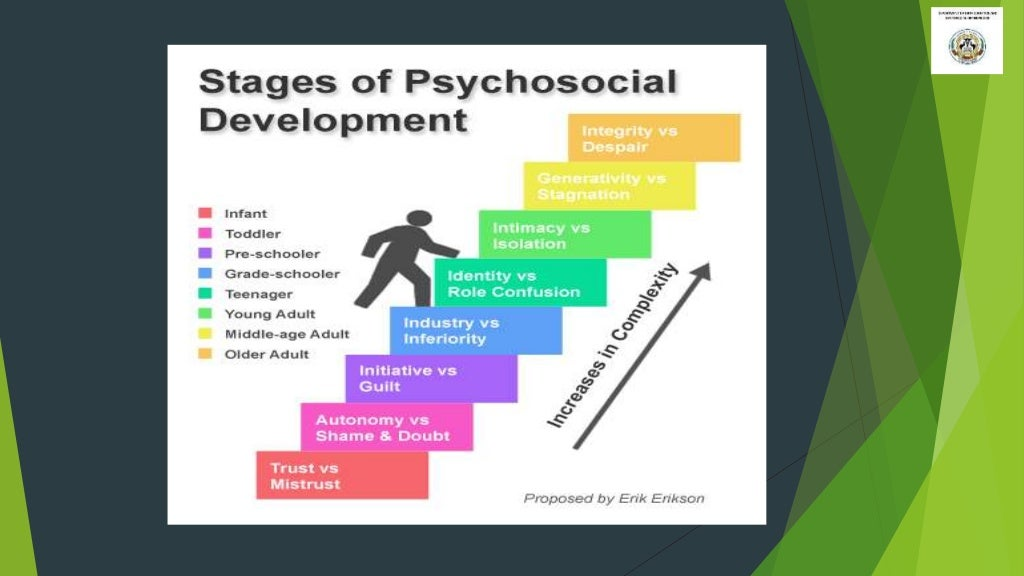 Stages of Psychosocial
Development
Integrity vs
Despair
Generativity vs
Stagnation
Intimacy vs
Isolation
Identity vs
Role Confusion
Industry vs
Inferiority
Initiative vs
Guilt
Autonomy vs
Shame & Doubt
Trust vs
Mistrust
Infant
Toddler
Pre-schooler
Grade-schooler
Teenager
Young Adult
Middle-age Adult
Older Adult
Increases in Complexity
Proposed by Erik Erikson